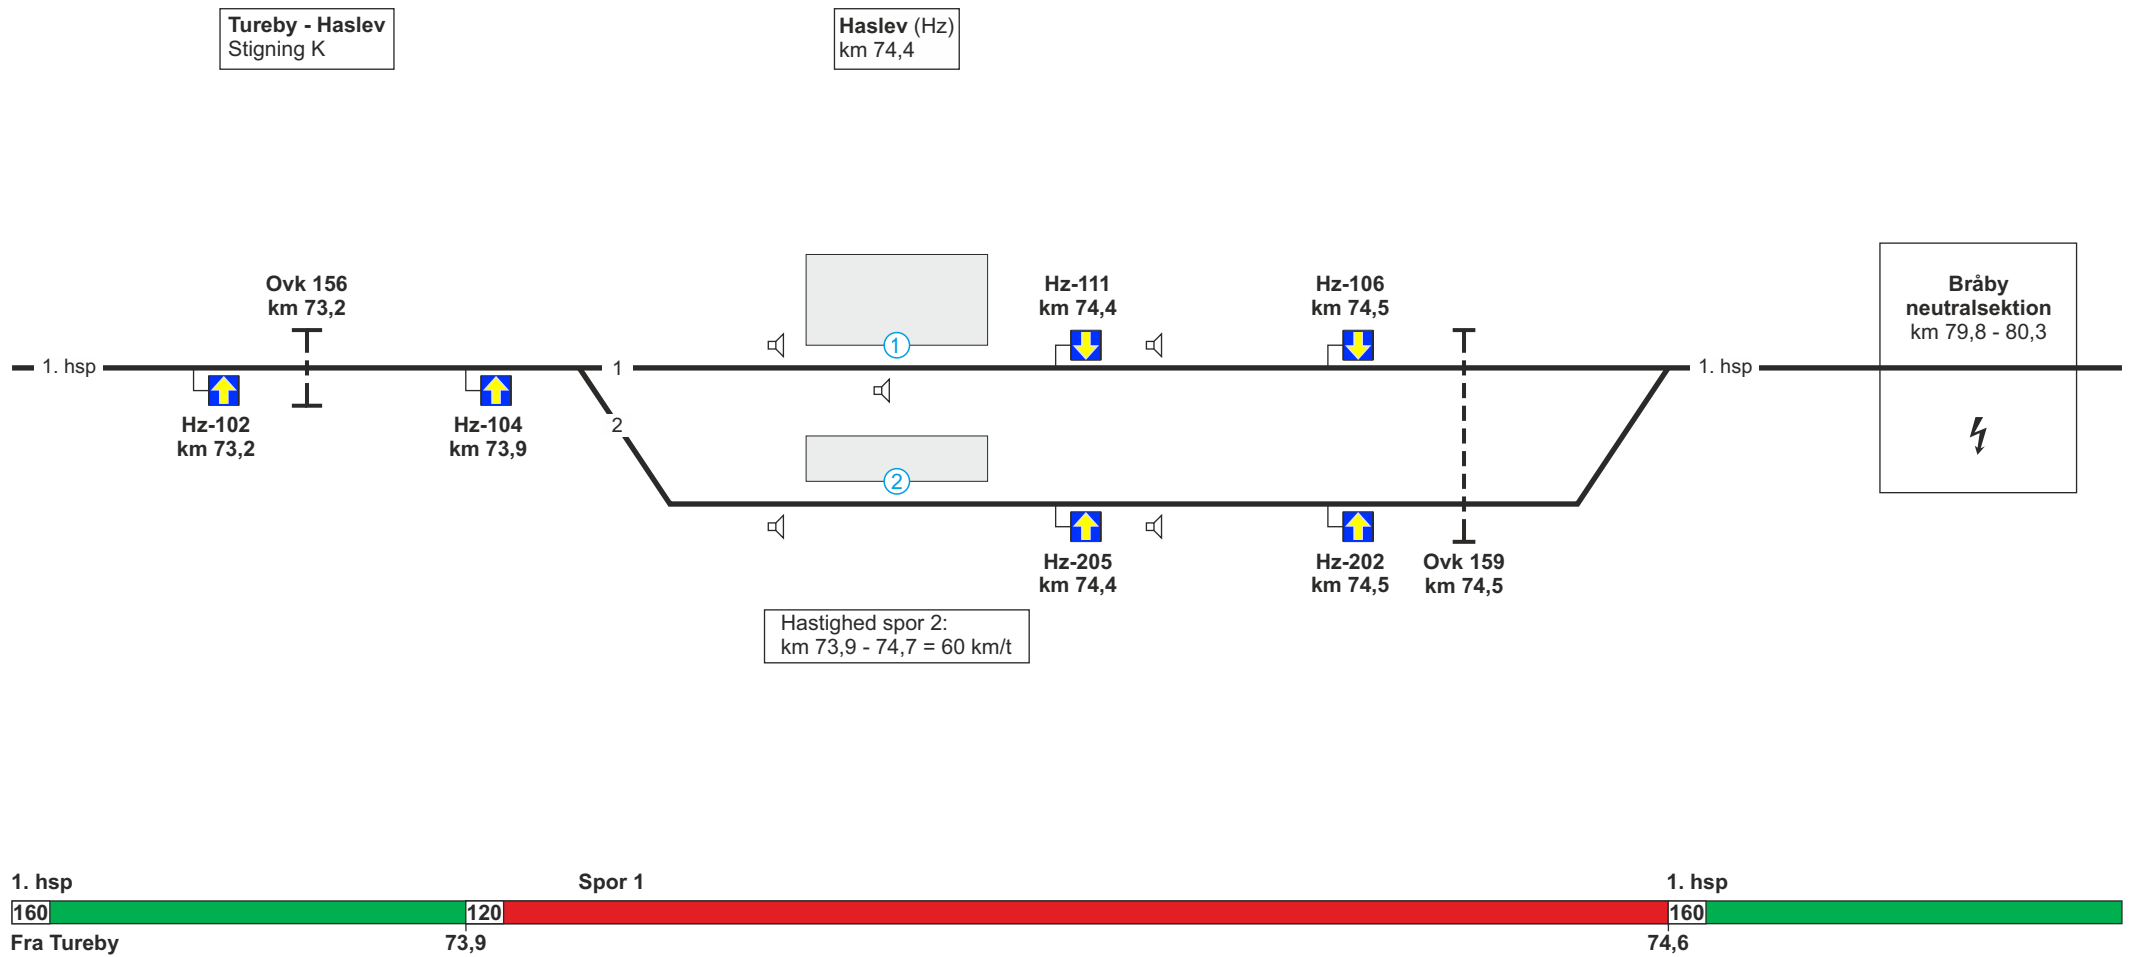 Tureby - Haslev
Stigning K
Haslev (Hz)
km 74,4
Ovk 156
km 73,2
Hz-111
km 74,4
Hz-106
km 74,5
Bråby
neutralsektion
km 79,8 - 80,3
1. hsp
1
1
1. hsp
Hz-102
km 73,2
Hz-104
km 73,9
2
2
Hz-205
km 74,4
Hz-202
km 74,5
Ovk 159
km 74,5
Hastighed spor 2:
km 73,9 - 74,7 = 60 km/t
1. hsp
Spor 1
1. hsp
160
120
160
Fra Tureby
73,9
74,6